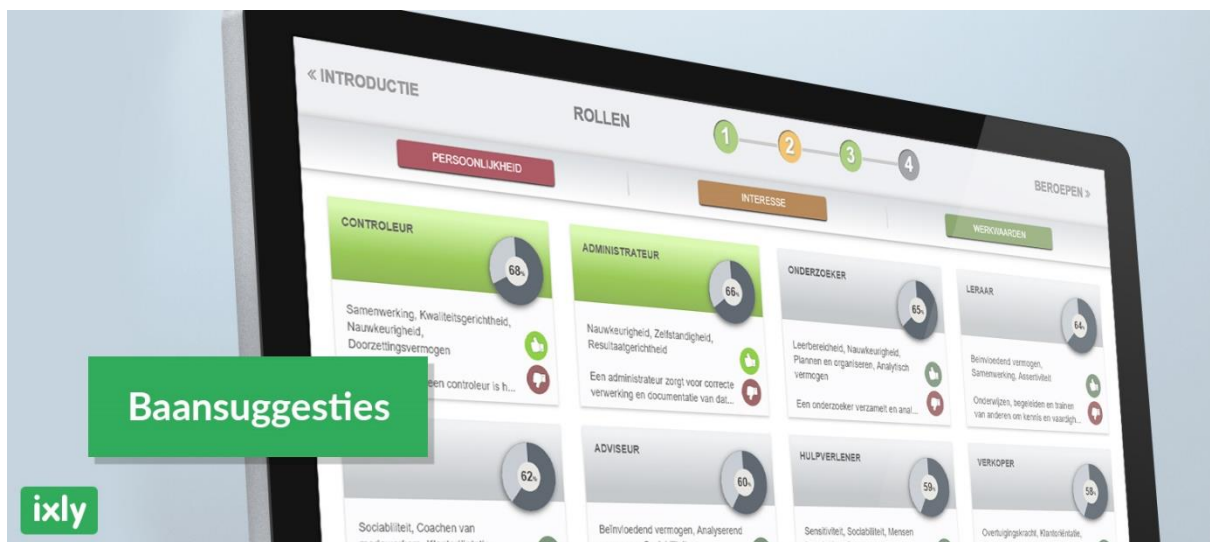 « INTRODUCTIE
ROLLEN
1
2
3
4
BEROEPEN »
PERSOONLIJKHEID
INTERESSE
WERKWAARDEN
CONTROLEUR
68%
Samenwerking, Kwaliteitsgerichtheid,
Nauwkeurigheid,
Doorzettingsvermogen
een controleur is h...
ADMINISTRATEUR
66%
Nauwkeurigheid, Zelfstandigheid,
Resultaatgerichtheid
Een administrateur zorgt voor correcte
verwerking en documentatie van dat...
ONDERZOEKER
65%
Leerbereidheid, Nauwkeurigheid,
Plannen en organiseren, Analytisch
vermogen
Een onderzoeker verzamelt en anal...
LERAAR
64%
Beïnvloedend vermogen,
Samenwerking, Assertiviteit
Onderwijzen, begeleiden en trainen
van anderen om kennis en vaardigh...
Baansuggesties
62%
Sociabiliteit, Coachen van
ADVISEUR
60%
Beïnvloedend vermogen, Analyserend
HULPVERLENER
59%
Sensitiviteit, Sociabiliteit, Mensen
VERKOPER
58%
Overtuigingskracht, Klantoriëntatie,
ixly